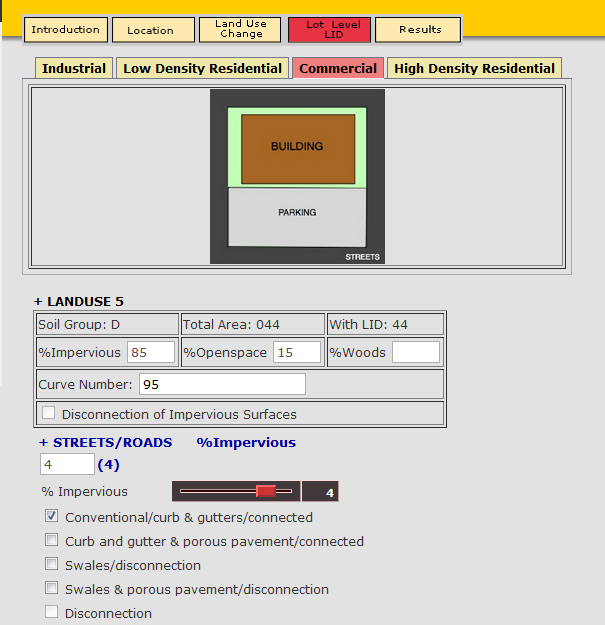 Introduction
Location
Land Use
Change
Lot Level
LID
Results
Industrial
Low Density Residential
Commercial
High Density Residential
BUILDING
PARKING
STREETS
+ LANDUSE 5
Soil Group: D
Total Area: 044
With LID: 44
%Impervious 85
%Openspace 15
%Woods
Curve Number: 95
Disconnection of Impervious Surfaces
+ STREETS/ROADS %Impervious
4 (4)
% Impervious 4
Conventional/curb & gutters/connected
Curb and gutter & porous pavement/connected
Swales/disconnection
Swales & porous pavement/disconnection
Disconnection